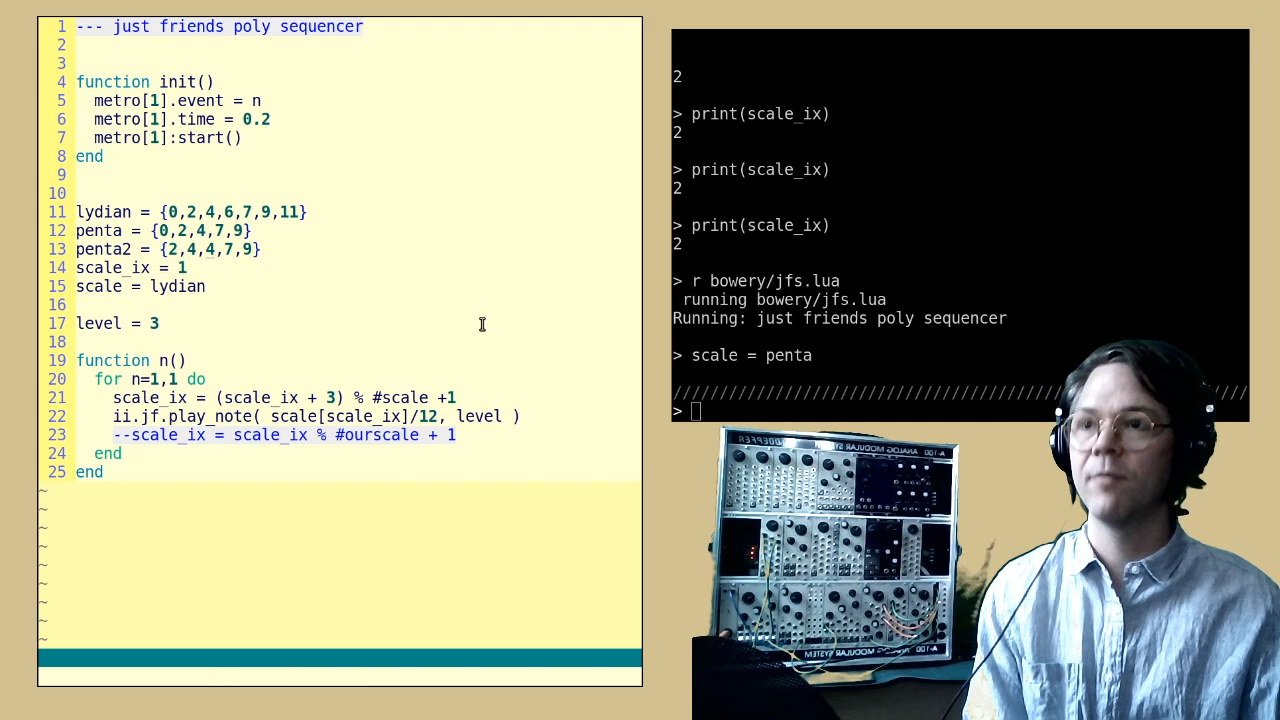 1 --- just friends poly sequencer
2
3
4 function init()
5   metro[1].event = n
6   metro[1].time = 0.2
7   metro[1]:start()
8 end
9
10
11 lydian = {0,2,4,6,7,9,11}
12 penta = {0,2,4,7,9}
13 penta2 = {2,4,4,7,9}
14 scale_ix = 1
15 scale = lydian
16
17 level = 3
18
19 function n()
20   for n=1,1 do
21     scale_ix = (scale_ix + 3) % #scale +1
22     ii.jf.play_note( scale[scale_ix]/12, level )
23     --scale_ix = scale_ix % #ourscale + 1
24   end
25 end
~
~
~
~
~
~
~
~
~
2
> print(scale_ix)
2
> print(scale_ix)
2
> print(scale_ix)
2
> r bowery/jfs.lua
 running bowery/jfs.lua
Running: just friends poly sequencer
> scale = penta
//////////////////////////////////////////////////////////////
>
A-100 ANALOG MODULAR SYSTEM DOEPFER
A-100 ANALOG MODULAR SYSTEM